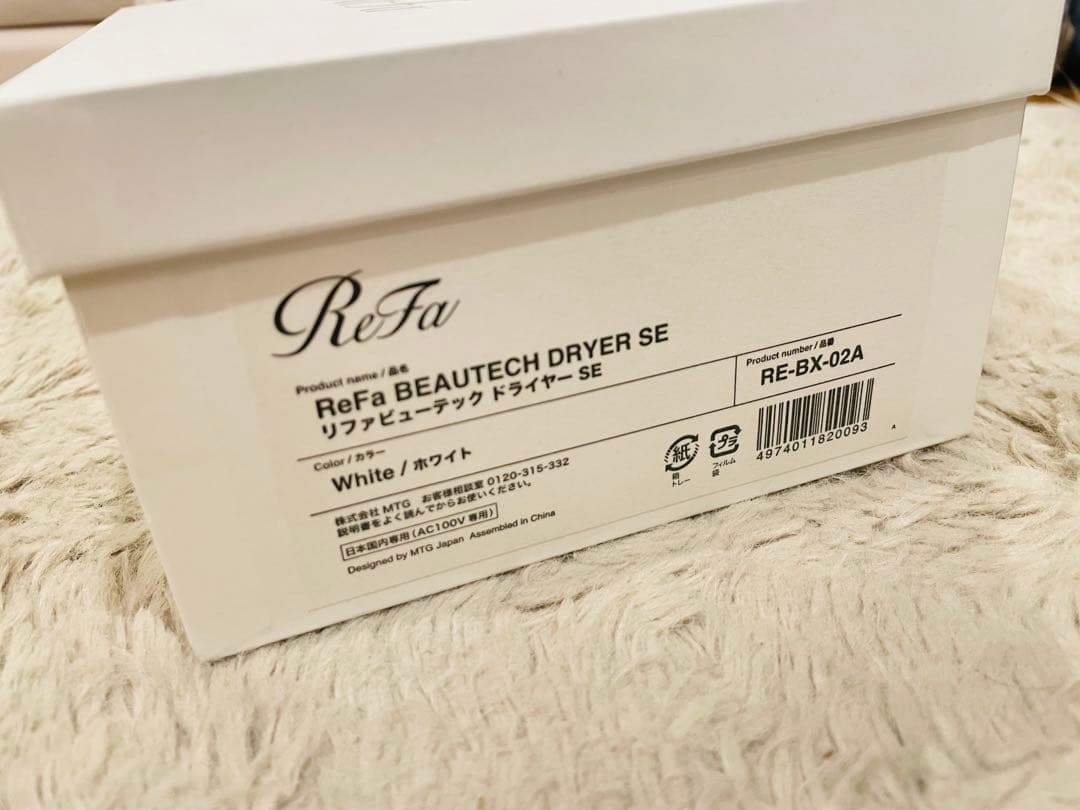 ReFa
Product name / 品名
ReFa BEAUTECH DRYER SE
リファビューテック ドライヤー SE
Product number / 品番
RE-BX-02A
Color / カラー
White / ホワイト
株式会社 MTG お客様相談室 0120-315-332
説明書をよく読んでからお使いください。
日本国内専用(AC100V 専用)
Designed by MTG Japan Assembled in China
紙
箱
トレー
プラ
フィルム
袋
4974011820093
A